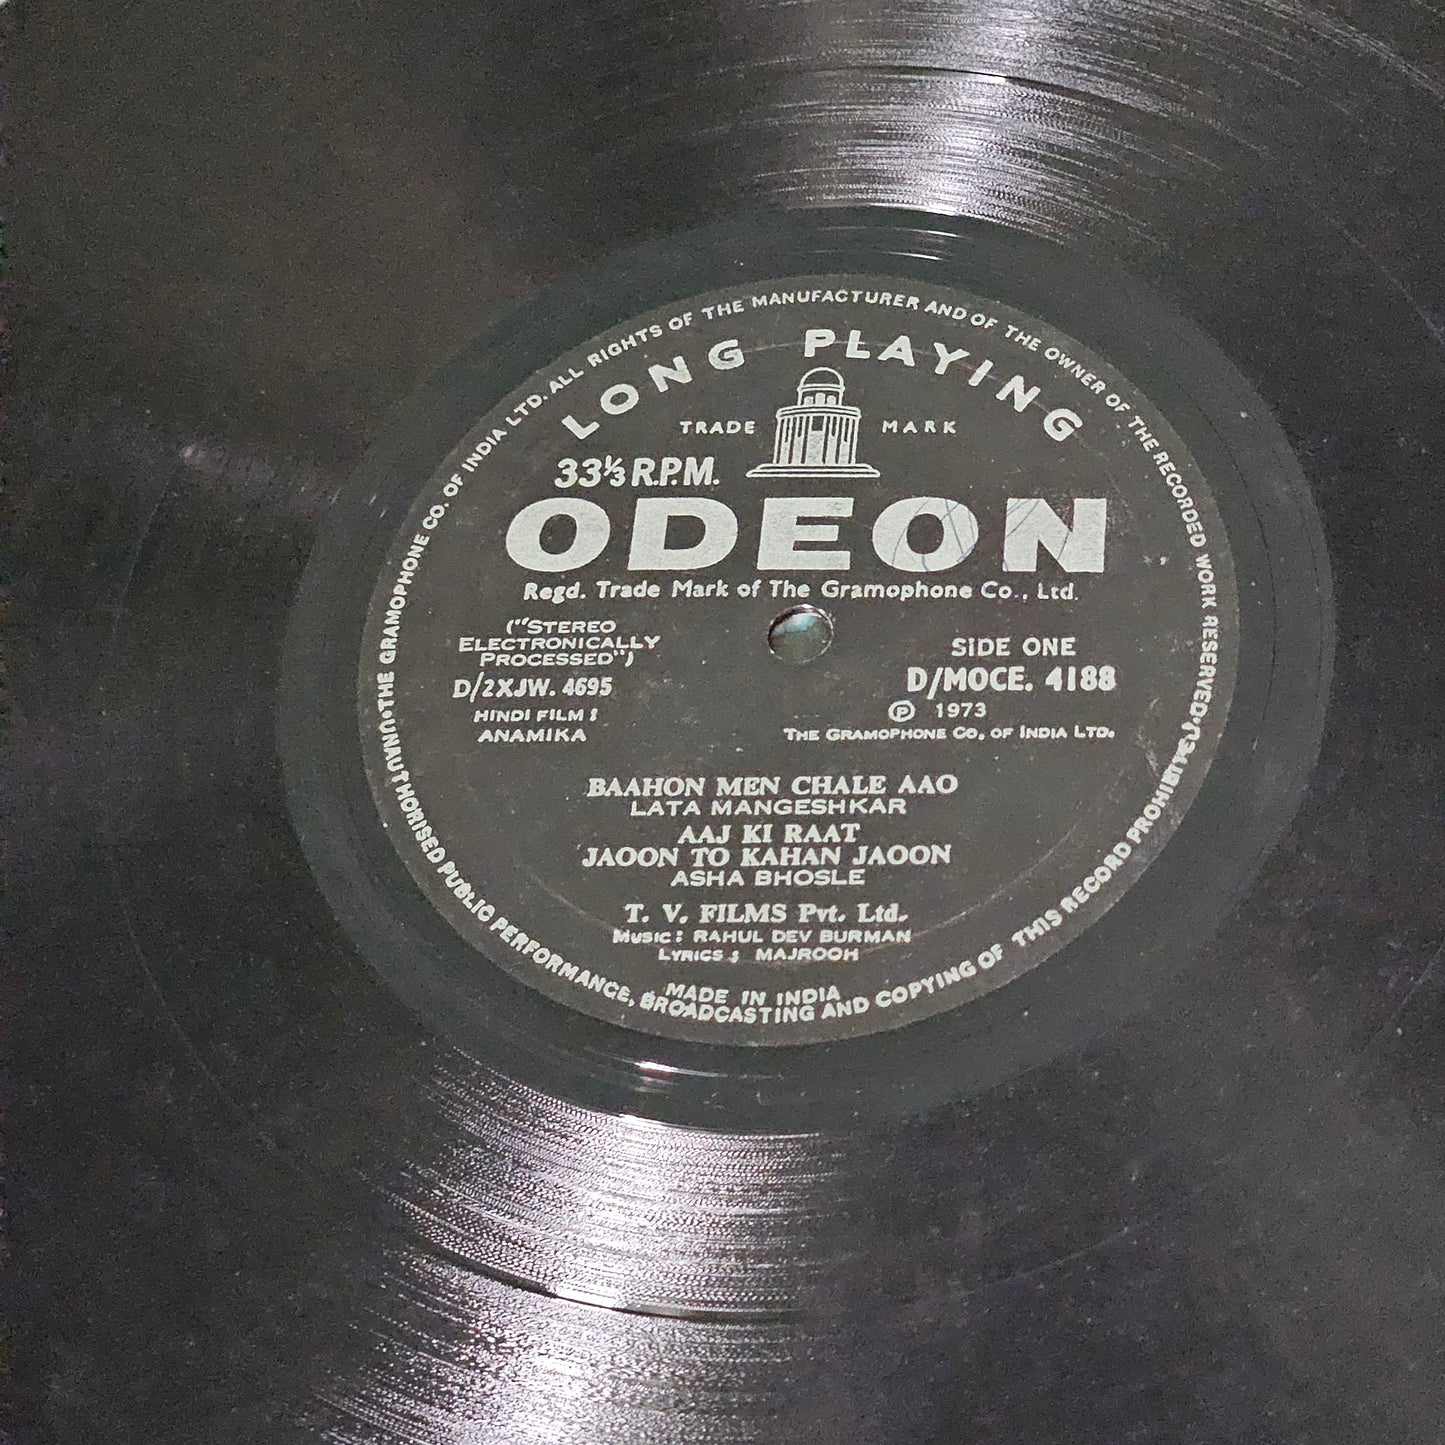 THE GRAMOPHONE CO. OF INDIA LTD. ALL RIGHTS OF THE MANUFACTURER AND OF THE OWNER OF THE RECORDED WORK RESERVED
UNAUTHORISED PUBLIC PERFORMANCE, BROADCASTING AND COPYING OF THIS RECORD PROHIBITED
LONG PLAYING
TRADE MARK
33⅓ R.P.M.
ODEON
Regd. Trade Mark of The Gramophone Co., Ltd.
("STEREO
ELECTRONICALLY
PROCESSED")
D/2XJW. 4695
HINDI FILM :
ANAMIKA
SIDE ONE
D/MOCE. 4188
℗ 1973
THE GRAMOPHONE CO. OF INDIA LTD.
BAAHON MEN CHALE AAO
LATA MANGESHKAR
AAJ KI RAAT
JAOON TO KAHAN JAOON
ASHA BHOSLE
T. V. FILMS Pvt. Ltd.
MUSIC : RAHUL DEV BURMAN
LYRICS : MAJROOH
MADE IN INDIA